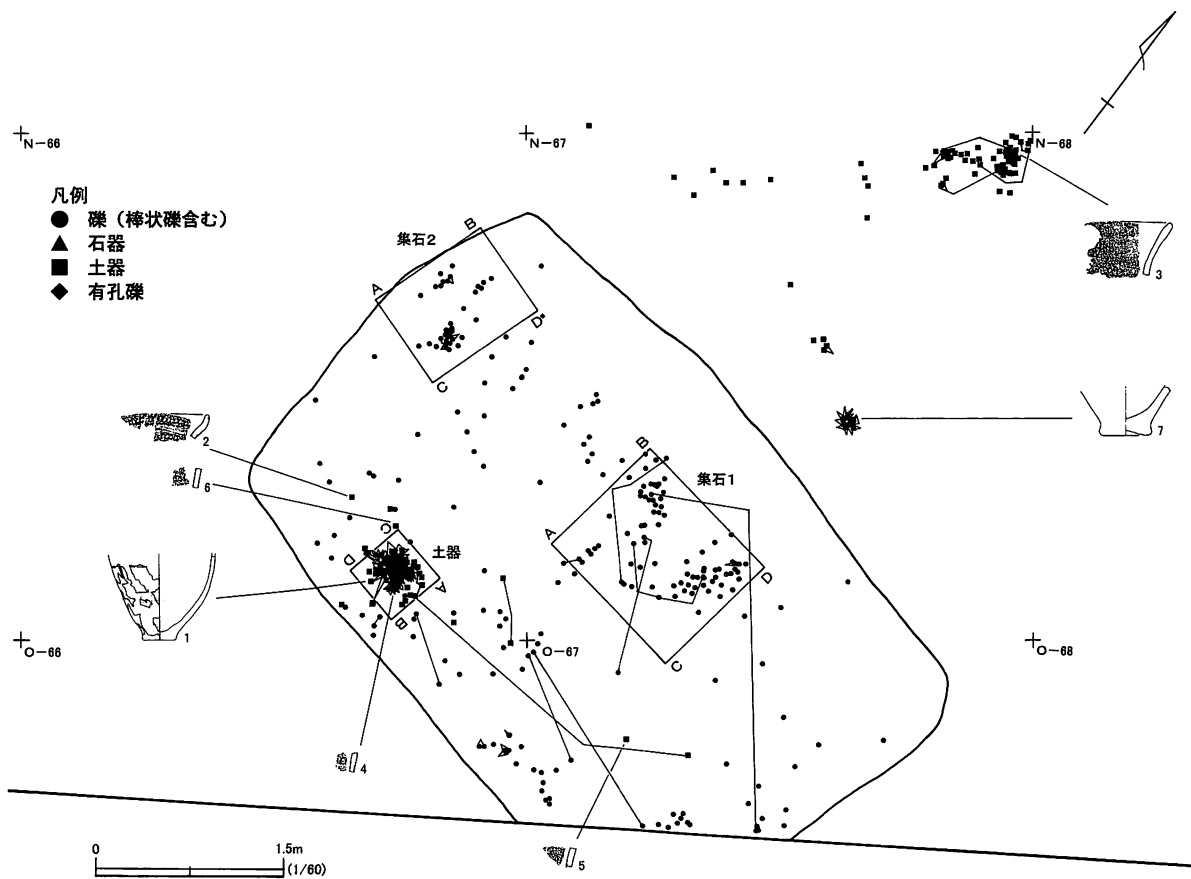 N-66
N-67
N-68
凡例
● 礫（棒状礫含む）
▲ 石器
■ 土器
◆ 有孔礫
集石2
A
B
C
D
3
2
6
7
集石1
A
B
C
D
土器
A
B
C
D
1
O-66
O-67
O-68
4
5
0
1.5m
(1/60)